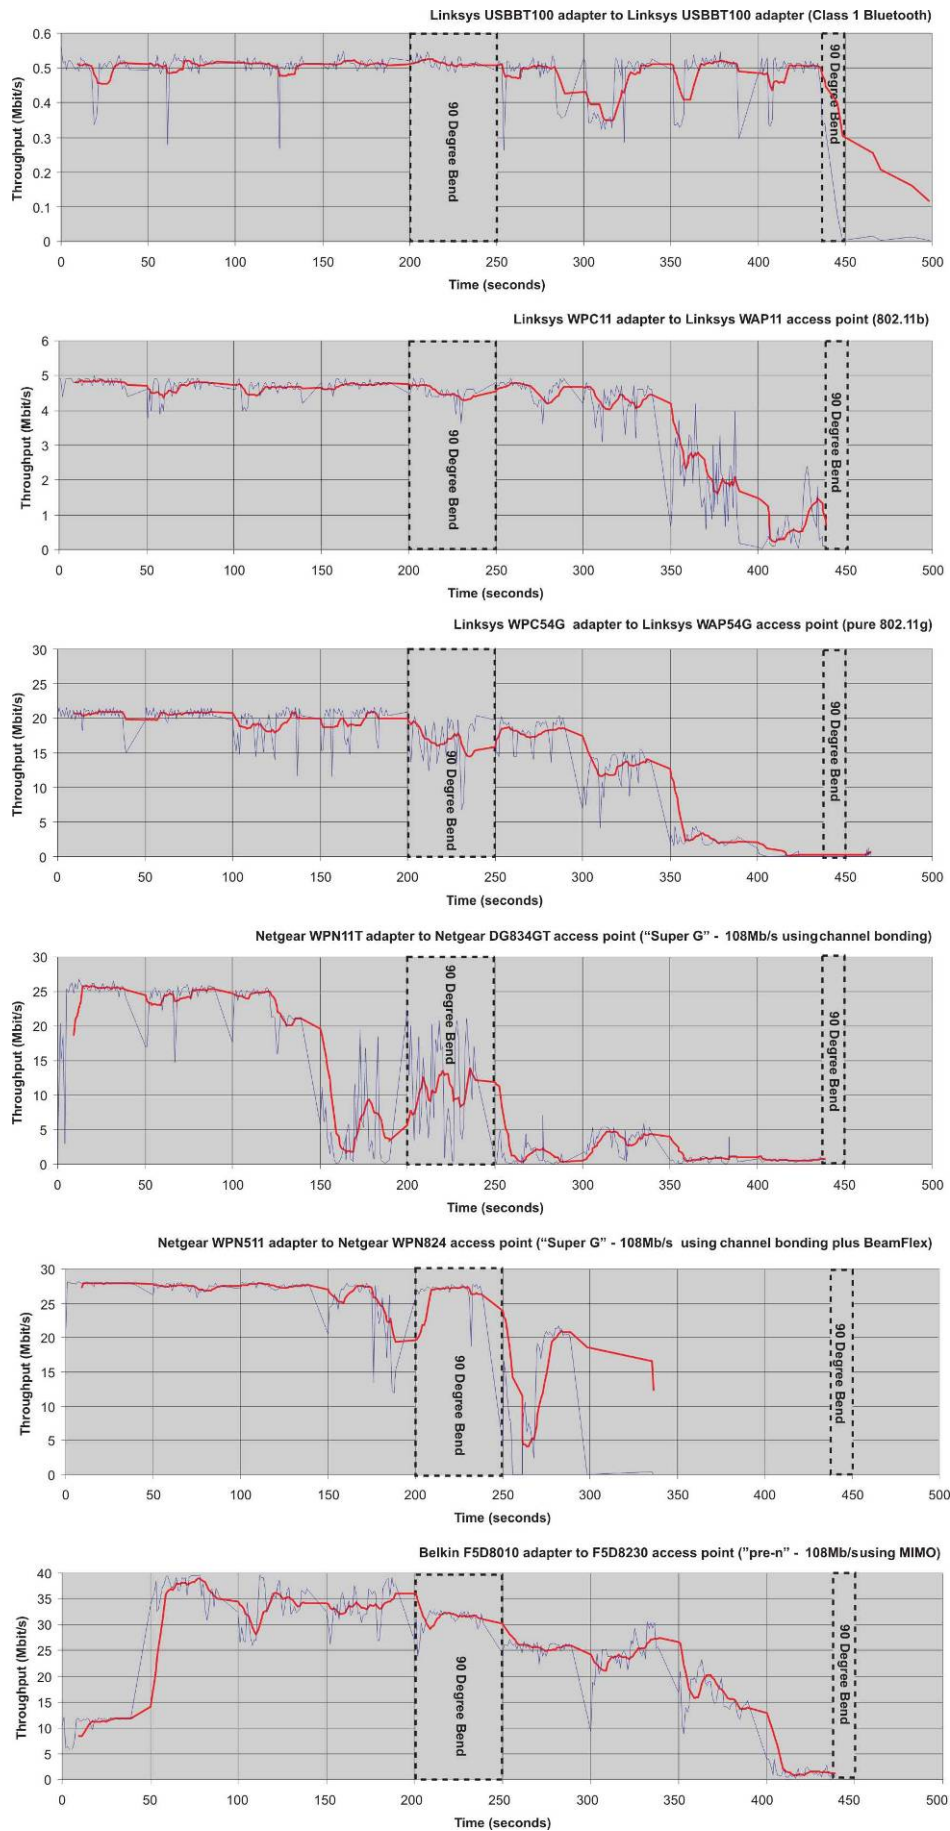 Linksys USBBT100 adapter to Linksys USBBT100 adapter (Class 1 Bluetooth)
0.6
0.5
0.4
0.3
0.2
0.1
0
Throughput (Mbit/s)
90 Degree Bend
90 Degree Bend
0 50 100 150 200 250 300 350 400 450 500
Time (seconds)
Linksys WPC11 adapter to Linksys WAP11 access point (802.11b)
6
5
4
3
2
1
0
Throughput (Mbit/s)
90 Degree Bend
90 Degree Bend
0 50 100 150 200 250 300 350 400 450 500
Time (seconds)
Linksys WPC54G adapter to Linksys WAP54G access point (pure 802.11g)
30
25
20
15
10
5
0
Throughput (Mbit/s)
90 Degree Bend
90 Degree Bend
0 50 100 150 200 250 300 350 400 450 500
Time (seconds)
Netgear WPN11T adapter to Netgear DG834GT access point (“Super G” - 108Mb/s using channel bonding)
30
25
20
15
10
5
0
Throughput (Mbit/s)
90 Degree Bend
90 Degree Bend
0 50 100 150 200 250 300 350 400 450 500
Time (seconds)
Netgear WPN511 adapter to Netgear WPN824 access point (“Super G” - 108Mb/s using channel bonding plus BeamFlex)
30
25
20
15
10
5
0
Throughput (Mbit/s)
90 Degree Bend
90 Degree Bend
0 50 100 150 200 250 300 350 400 450 500
Time (seconds)
Belkin F5D8010 adapter to F5D8230 access point (”pre-n” - 108Mb/s using MIMO)
40
35
30
25
20
15
10
5
0
Throughput (Mbit/s)
90 Degree Bend
90 Degree Bend
0 50 100 150 200 250 300 350 400 450 500
Time (seconds)